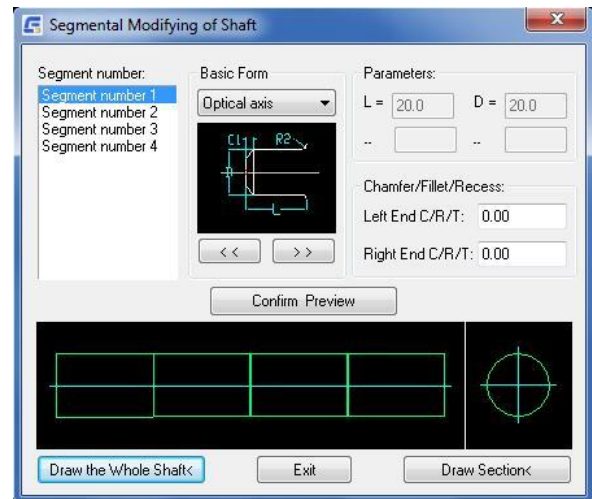 Segmental Modifying of Shaft
Segment number:
Segment number 1
Segment number 2
Segment number 3
Segment number 4
Basic Form
Optical axis
C1 R2
D
L
<< >>
Parameters:
L = 20.0 D = 20.0
-- --
Chamfer/Fillet/Recess:
Left End C/R/T: 0.00
Right End C/R/T: 0.00
Confirm Preview
Draw the Whole Shaft< Exit Draw Section<